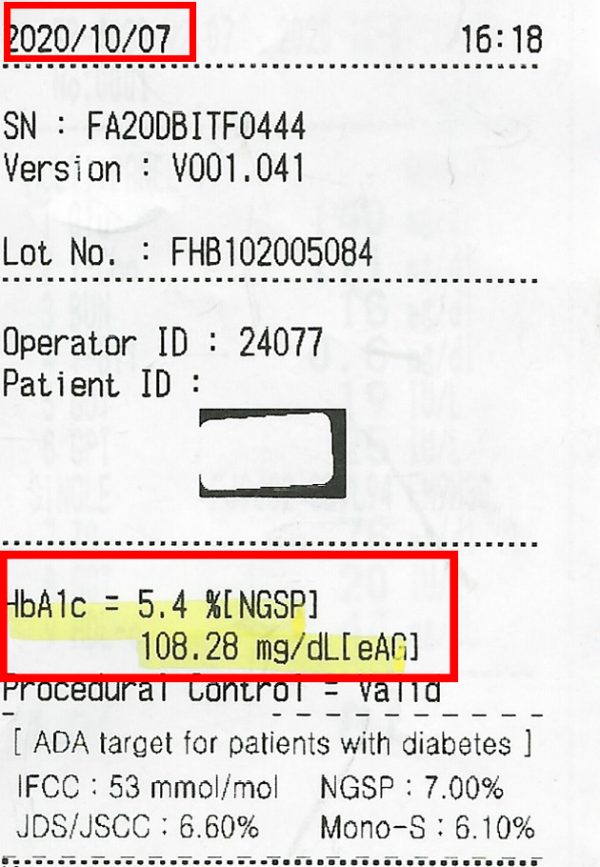 2020/10/07 16:18
SN : FA20DBITF0444
Version : V001.041
Lot No. : FHB102005084
Operator ID : 24077
Patient ID :
HbA1c = 5.4 %[NGSP]
108.28 mg/dL[eAG]
Procedural Control = Valid
[ ADA target for patients with diabetes ]
IFCC : 53 mmol/mol NGSP : 7.00%
JDS/JSCC : 6.60% Mono-S : 6.10%